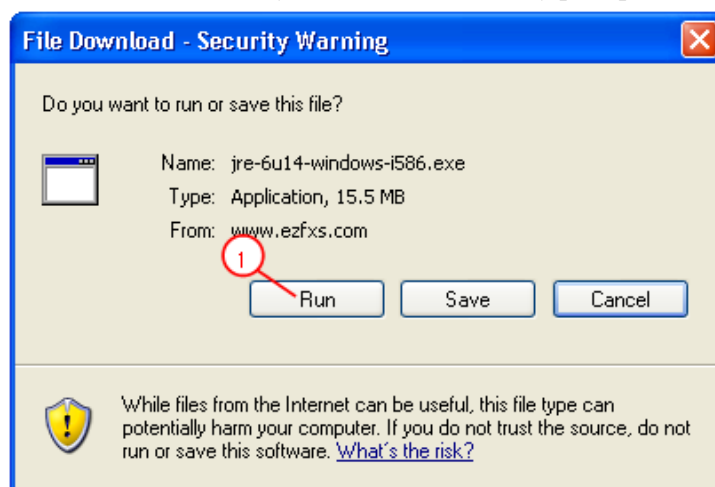 File Download - Security Warning
Do you want to run or save this file?
Name: jre-6u14-windows-i586.exe
Type: Application, 15.5 MB
From: www.ezfxs.com
1
Run Save Cancel
While files from the Internet can be useful, this file type can
potentially harm your computer. If you do not trust the source, do not
run or save this software. What's the risk?